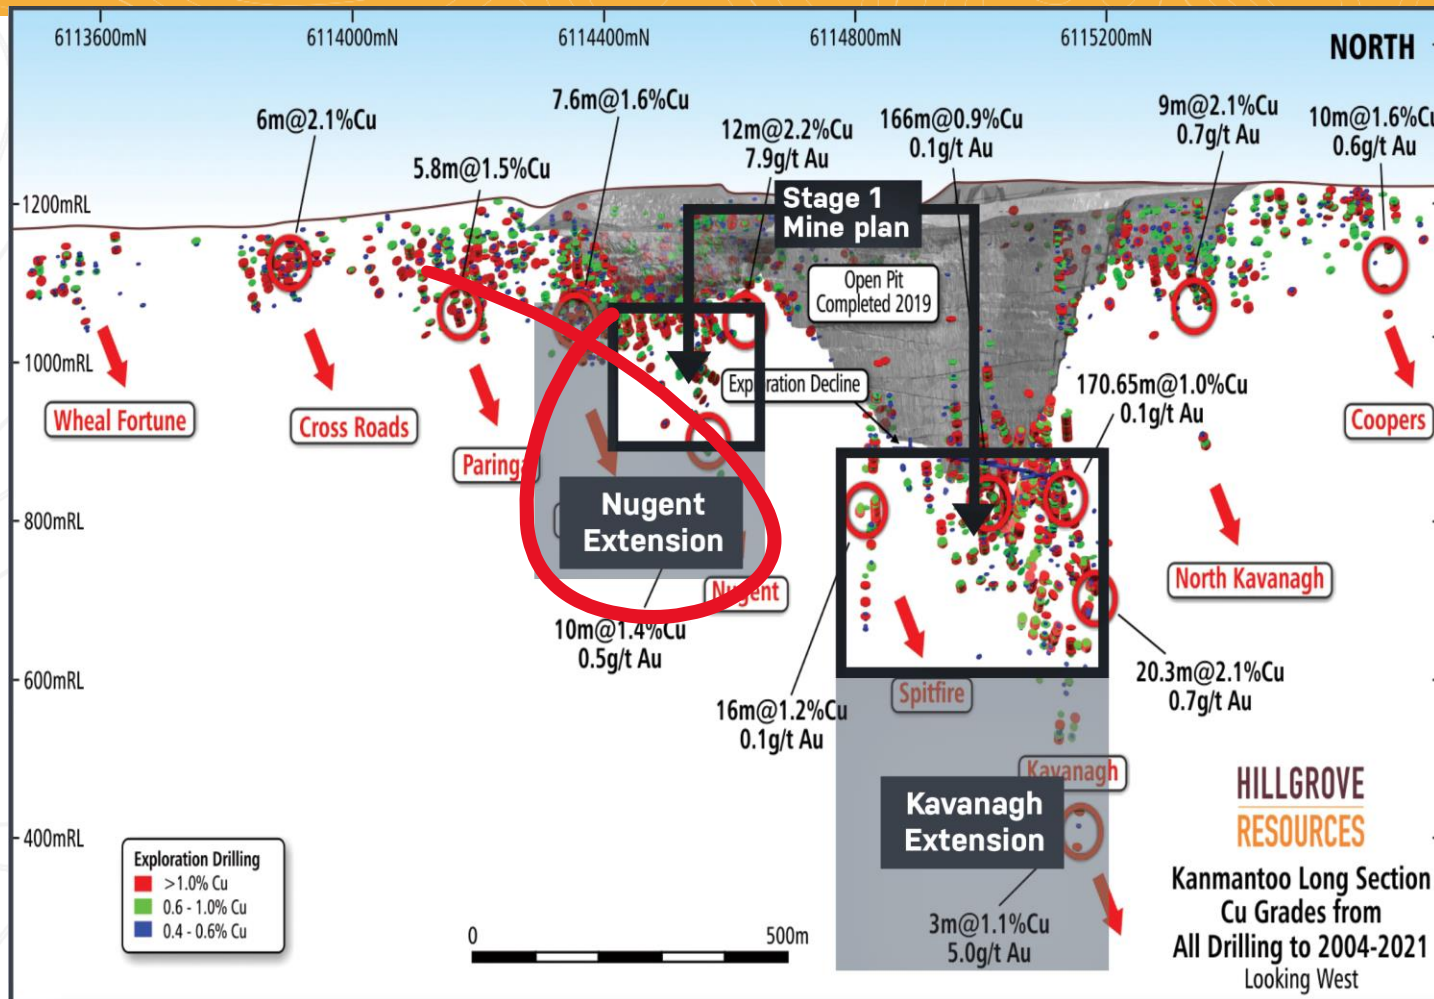 6113600mN
6114000mN
6114400mN
6114800mN
6115200mN
NORTH
6m@2.1%Cu
5.8m@1.5%Cu
7.6m@1.6%Cu
12m@2.2%Cu
7.9g/t Au
166m@0.9%Cu
0.1g/t Au
9m@2.1%Cu
0.7g/t Au
10m@1.6%Cu
0.6g/t Au
1200mRL
Stage 1
Mine plan
Open Pit
Completed 2019
1000mRL
Exploration Decline
170.65m@1.0%Cu
0.1g/t Au
Wheal Fortune
Cross Roads
Paringa
Coopers
800mRL
Nugent
Extension
Nugent
North Kavanagh
10m@1.4%Cu
0.5g/t Au
600mRL
16m@1.2%Cu
0.1g/t Au
Spitfire
20.3m@2.1%Cu
0.7g/t Au
Kavanagh
Kavanagh
Extension
HILLGROVE
RESOURCES
400mRL
Exploration Drilling
>1.0% Cu
0.6 - 1.0% Cu
0.4 - 0.6% Cu
0
500m
3m@1.1%Cu
5.0g/t Au
Kanmantoo Long Section
Cu Grades from
All Drilling to 2004-2021
Looking West